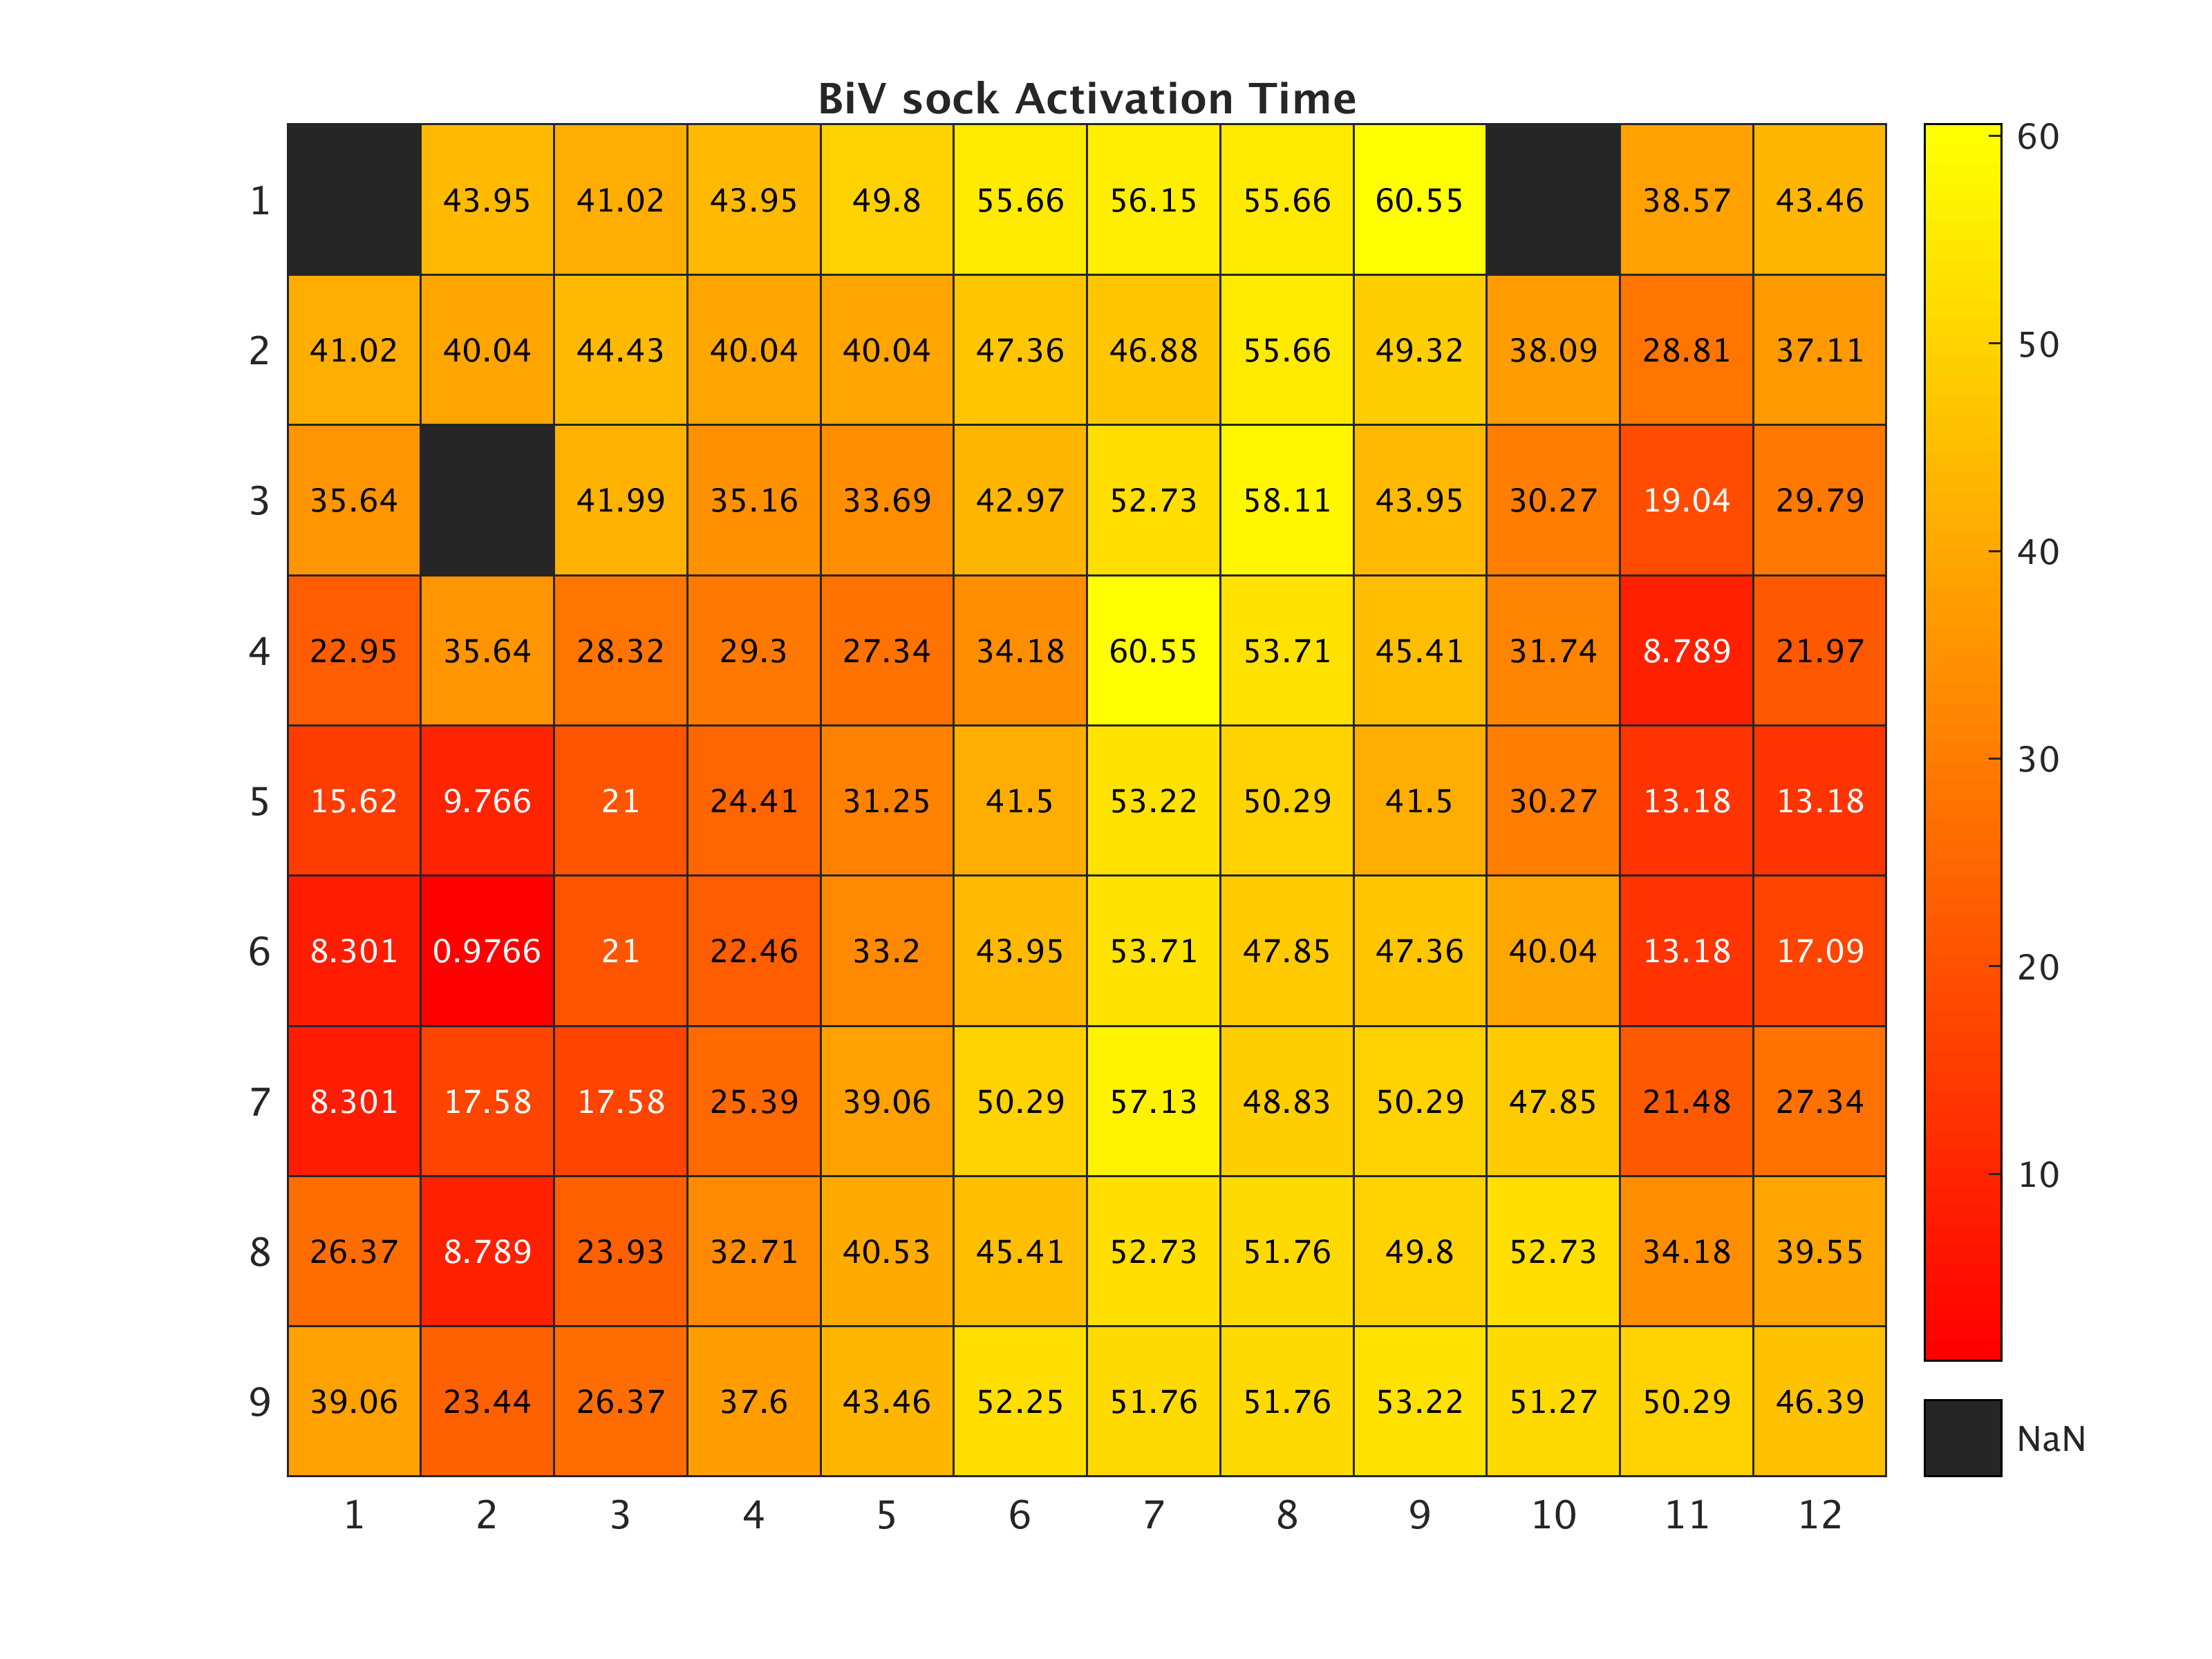 BiV sock Activation Time
1 43.95 41.02 43.95 49.8 55.66 56.15 55.66 60.55 38.57 43.46
2 41.02 40.04 44.43 40.04 40.04 47.36 46.88 55.66 49.32 38.09 28.81 37.11
3 35.64 41.99 35.16 33.69 42.97 52.73 58.11 43.95 30.27 19.04 29.79
4 22.95 35.64 28.32 29.3 27.34 34.18 60.55 53.71 45.41 31.74 8.789 21.97
5 15.62 9.766 21 24.41 31.25 41.5 53.22 50.29 41.5 30.27 13.18 13.18
6 8.301 0.9766 21 22.46 33.2 43.95 53.71 47.85 47.36 40.04 13.18 17.09
7 8.301 17.58 17.58 25.39 39.06 50.29 57.13 48.83 50.29 47.85 21.48 27.34
8 26.37 8.789 23.93 32.71 40.53 45.41 52.73 51.76 49.8 52.73 34.18 39.55
9 39.06 23.44 26.37 37.6 43.46 52.25 51.76 51.76 53.22 51.27 50.29 46.39
1 2 3 4 5 6 7 8 9 10 11 12
60
50
40
30
20
10
NaN